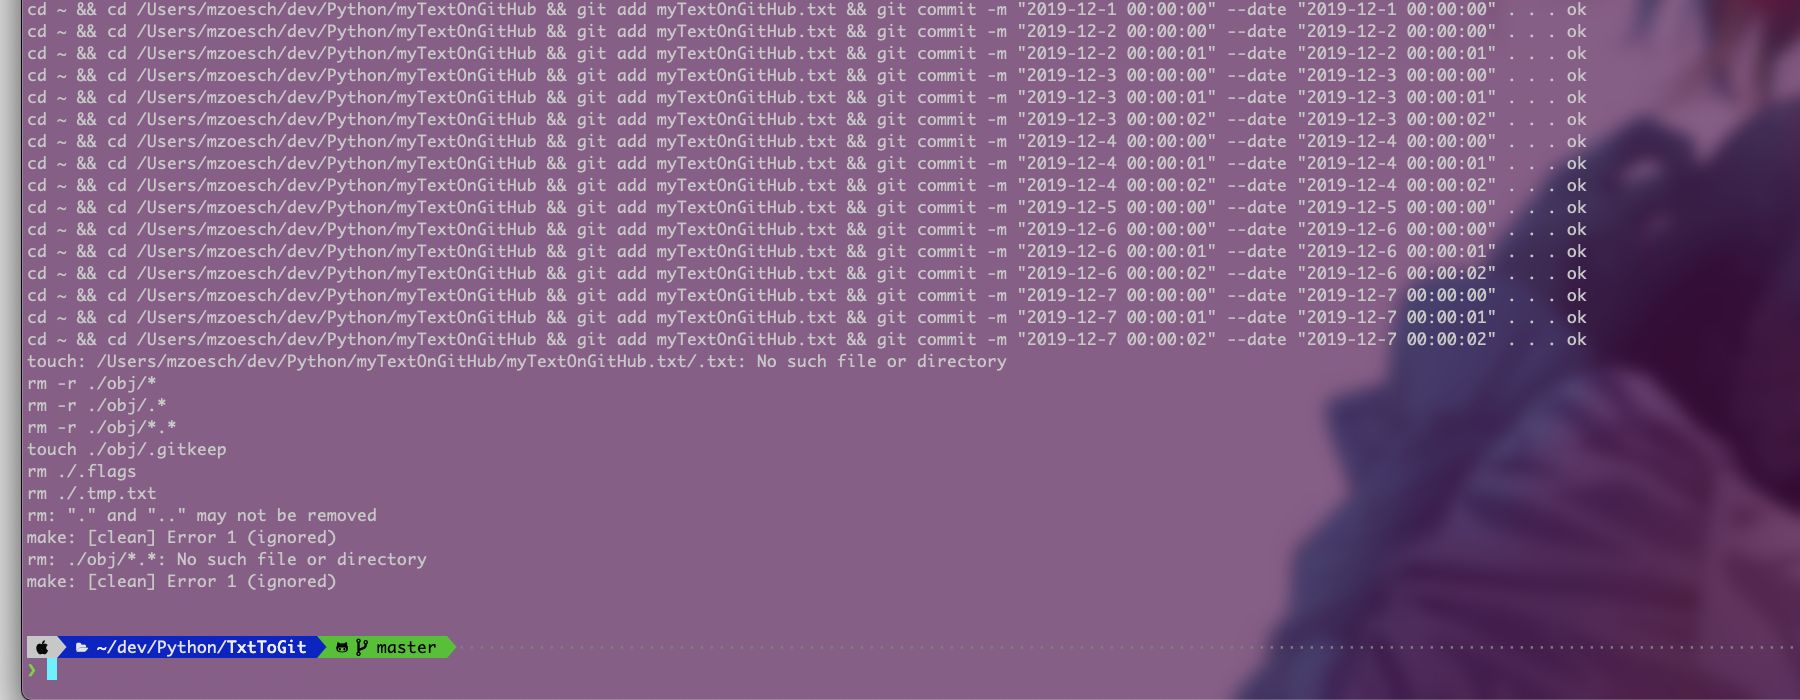 cd ~ && cd /Users/mzoesch/dev/Python/myTextOnGitHub && git add myTextOnGitHub.txt && git commit -m "2019-12-1 00:00:00" --date "2019-12-1 00:00:00" . . . ok
cd ~ && cd /Users/mzoesch/dev/Python/myTextOnGitHub && git add myTextOnGitHub.txt && git commit -m "2019-12-2 00:00:00" --date "2019-12-2 00:00:00" . . . ok
cd ~ && cd /Users/mzoesch/dev/Python/myTextOnGitHub && git add myTextOnGitHub.txt && git commit -m "2019-12-2 00:00:01" --date "2019-12-2 00:00:01" . . . ok
cd ~ && cd /Users/mzoesch/dev/Python/myTextOnGitHub && git add myTextOnGitHub.txt && git commit -m "2019-12-3 00:00:00" --date "2019-12-3 00:00:00" . . . ok
cd ~ && cd /Users/mzoesch/dev/Python/myTextOnGitHub && git add myTextOnGitHub.txt && git commit -m "2019-12-3 00:00:01" --date "2019-12-3 00:00:01" . . . ok
cd ~ && cd /Users/mzoesch/dev/Python/myTextOnGitHub && git add myTextOnGitHub.txt && git commit -m "2019-12-3 00:00:02" --date "2019-12-3 00:00:02" . . . ok
cd ~ && cd /Users/mzoesch/dev/Python/myTextOnGitHub && git add myTextOnGitHub.txt && git commit -m "2019-12-4 00:00:00" --date "2019-12-4 00:00:00" . . . ok
cd ~ && cd /Users/mzoesch/dev/Python/myTextOnGitHub && git add myTextOnGitHub.txt && git commit -m "2019-12-4 00:00:01" --date "2019-12-4 00:00:01" . . . ok
cd ~ && cd /Users/mzoesch/dev/Python/myTextOnGitHub && git add myTextOnGitHub.txt && git commit -m "2019-12-4 00:00:02" --date "2019-12-4 00:00:02" . . . ok
cd ~ && cd /Users/mzoesch/dev/Python/myTextOnGitHub && git add myTextOnGitHub.txt && git commit -m "2019-12-5 00:00:00" --date "2019-12-5 00:00:00" . . . ok
cd ~ && cd /Users/mzoesch/dev/Python/myTextOnGitHub && git add myTextOnGitHub.txt && git commit -m "2019-12-6 00:00:00" --date "2019-12-6 00:00:00" . . . ok
cd ~ && cd /Users/mzoesch/dev/Python/myTextOnGitHub && git add myTextOnGitHub.txt && git commit -m "2019-12-6 00:00:01" --date "2019-12-6 00:00:01" . . . ok
cd ~ && cd /Users/mzoesch/dev/Python/myTextOnGitHub && git add myTextOnGitHub.txt && git commit -m "2019-12-6 00:00:02" --date "2019-12-6 00:00:02" . . . ok
cd ~ && cd /Users/mzoesch/dev/Python/myTextOnGitHub && git add myTextOnGitHub.txt && git commit -m "2019-12-7 00:00:00" --date "2019-12-7 00:00:00" . . . ok
cd ~ && cd /Users/mzoesch/dev/Python/myTextOnGitHub && git add myTextOnGitHub.txt && git commit -m "2019-12-7 00:00:01" --date "2019-12-7 00:00:01" . . . ok
cd ~ && cd /Users/mzoesch/dev/Python/myTextOnGitHub && git add myTextOnGitHub.txt && git commit -m "2019-12-7 00:00:02" --date "2019-12-7 00:00:02" . . . ok
touch: /Users/mzoesch/dev/Python/myTextOnGitHub/myTextOnGitHub.txt/.txt: No such file or directory
rm -r ./obj/*
rm -r ./obj/.*
rm -r ./obj/*.*
touch ./obj/.gitkeep
rm ./.flags
rm ./.tmp.txt
rm: "." and ".." may not be removed
make: [clean] Error 1 (ignored)
rm: ./obj/*.*: No such file or directory
make: [clean] Error 1 (ignored)
~/dev/Python/TxtToGit master
❯